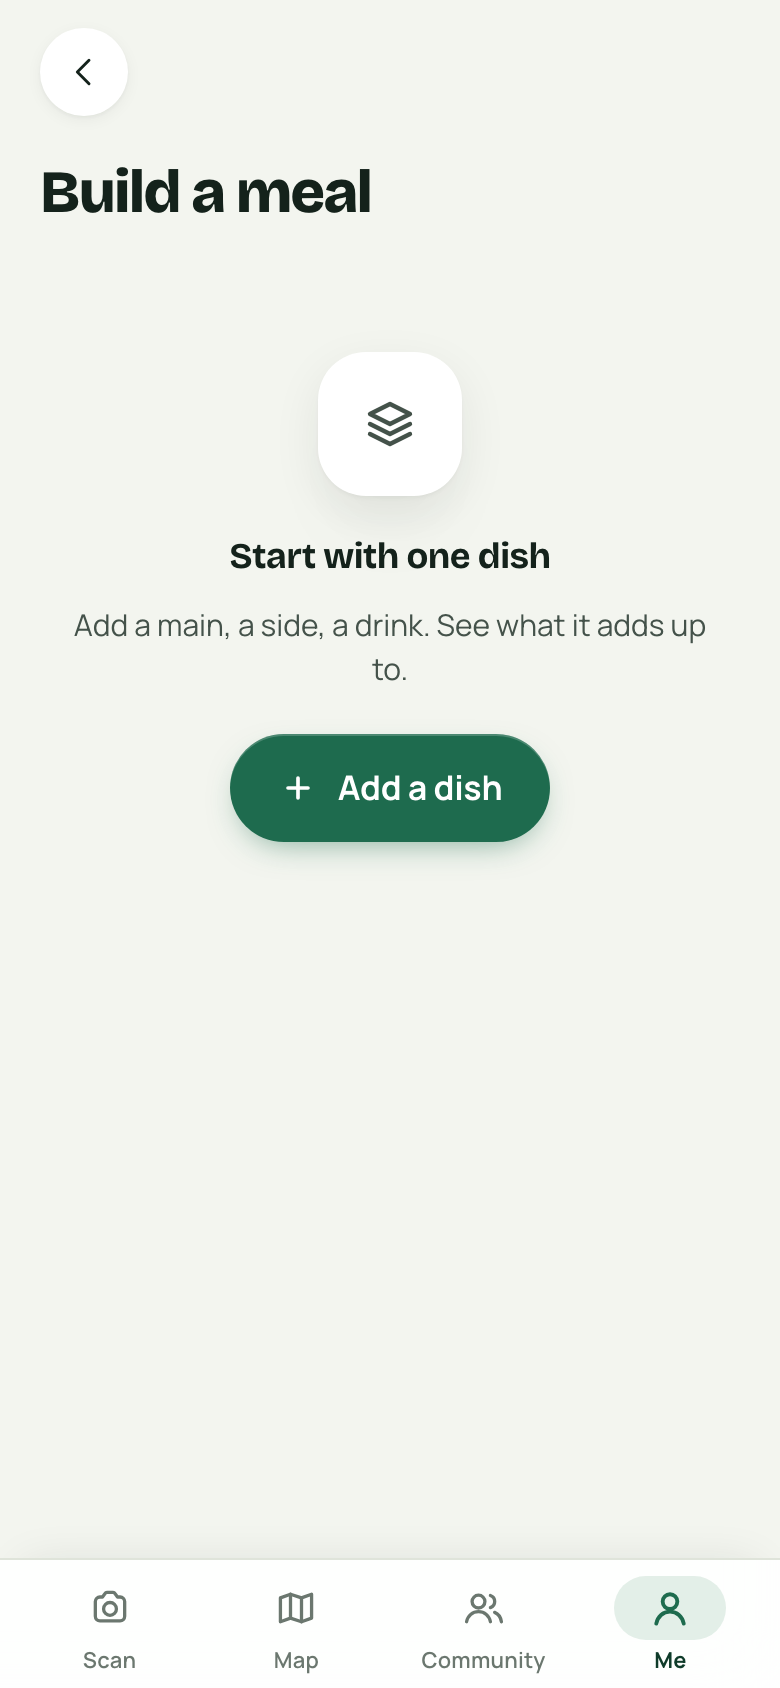 Build a meal
Start with one dish
Add a main, a side, a drink. See what it adds up
to.
Add a dish
Scan
Map
Community
Me